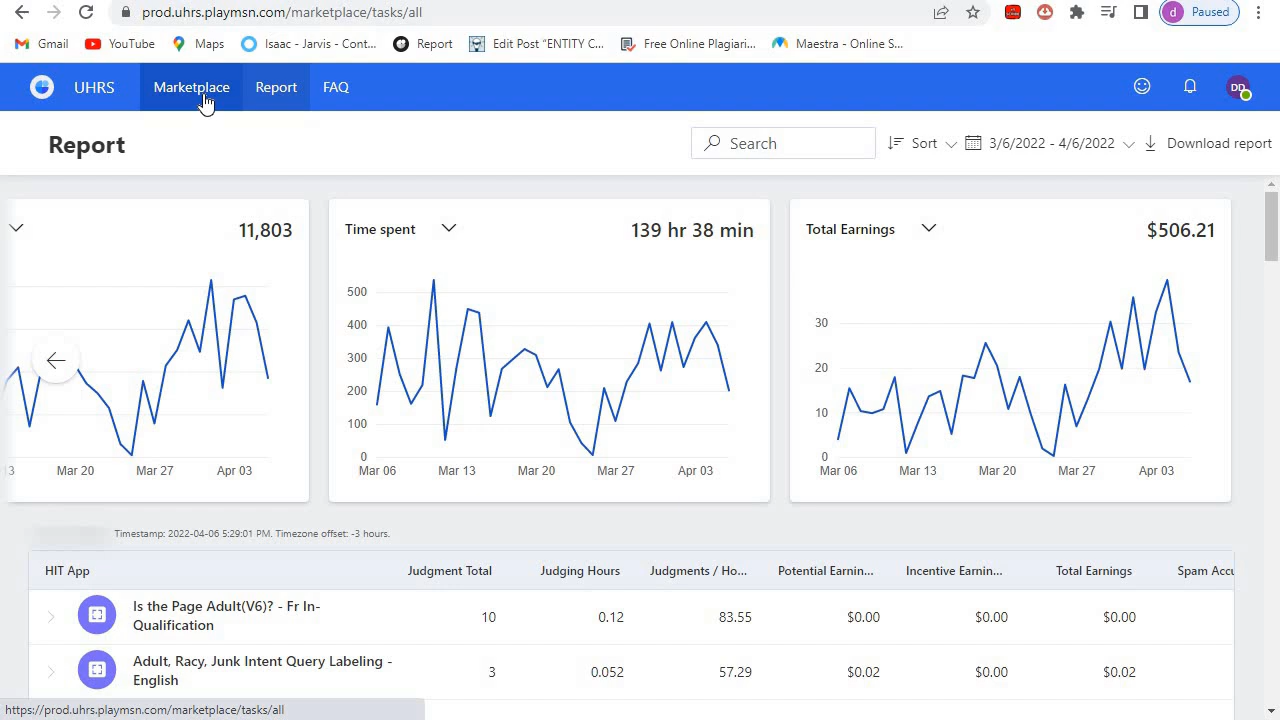 prod.uhrs.playmsn.com/marketplace/tasks/all
d Paused
Gmail YouTube Maps Isaac - Jarvis - Cont... Report Edit Post “ENTITY C... Free Online Plagiari... Maestra - Online S...
UHRS Marketplace Report FAQ DD
Report Search Sort 3/6/2022 - 4/6/2022 Download report
11,803
13 Mar 20 Mar 27 Apr 03
Time spent 139 hr 38 min
500
400
300
200
100
0
Mar 06 Mar 13 Mar 20 Mar 27 Apr 03
Total Earnings $506.21
30
20
10
0
Mar 06 Mar 13 Mar 20 Mar 27 Apr 03
Timestamp: 2022-04-06 5:29:01 PM. Timezone offset: -3 hours.
HIT App Judgment Total Judging Hours Judgments / Ho... Potential Earnin... Incentive Earnin... Total Earnings Spam Accu
Is the Page Adult(V6)? - Fr In-
Qualification
10 0.12 83.55 $0.00 $0.00 $0.00
Adult, Racy, Junk Intent Query Labeling -
English
3 0.052 57.29 $0.02 $0.00 $0.02
https://prod.uhrs.playmsn.com/marketplace/tasks/all